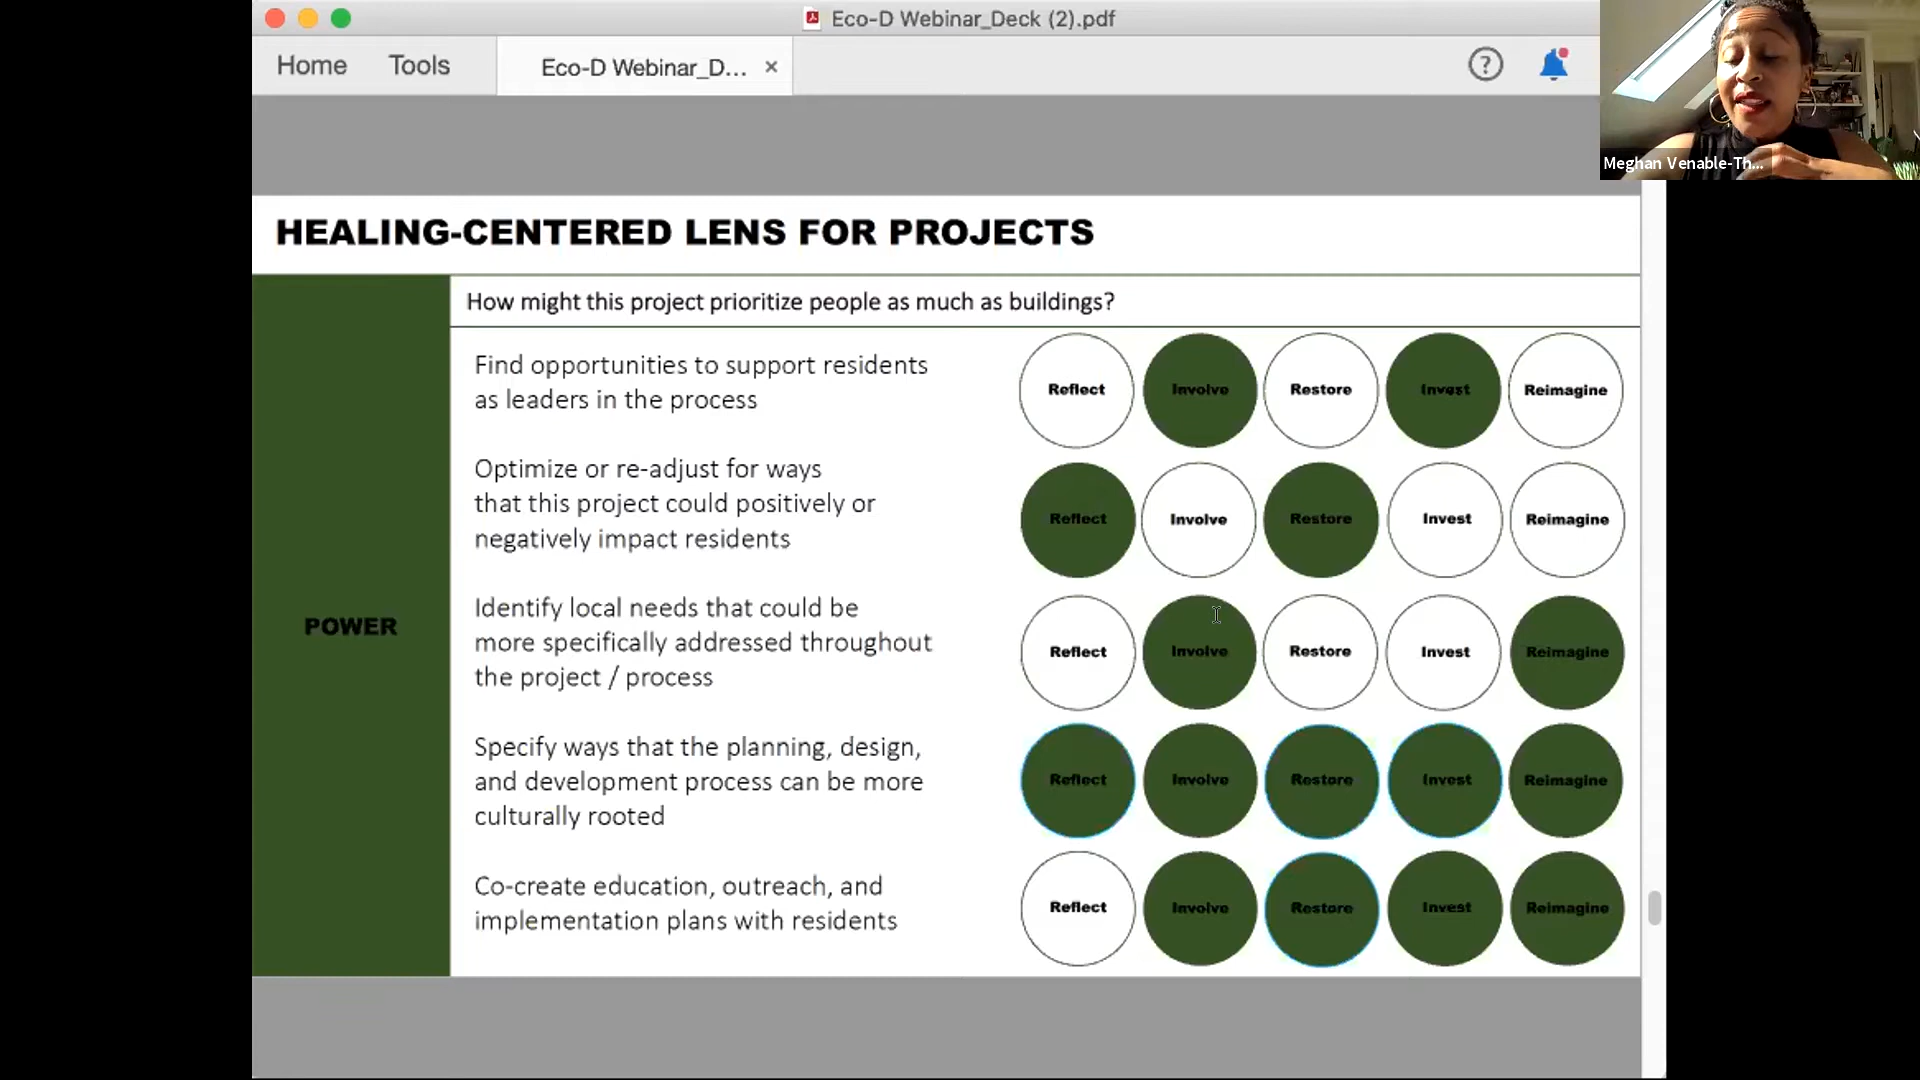 Eco-D Webinar_Deck (2).pdf
Home Tools Eco-D Webinar_D... ×
?
Meghan Venable-Th...
HEALING-CENTERED LENS FOR PROJECTS
How might this project prioritize people as much as buildings?
POWER
Find opportunities to support residents
as leaders in the process
Reflect Involve Restore Invest Reimagine
Optimize or re-adjust for ways
that this project could positively or
negatively impact residents
Reflect Involve Restore Invest Reimagine
Identify local needs that could be
more specifically addressed throughout
the project / process
Reflect Involve Restore Invest Reimagine
Specify ways that the planning, design,
and development process can be more
culturally rooted
Reflect Involve Restore Invest Reimagine
Co-create education, outreach, and
implementation plans with residents
Reflect Involve Restore Invest Reimagine